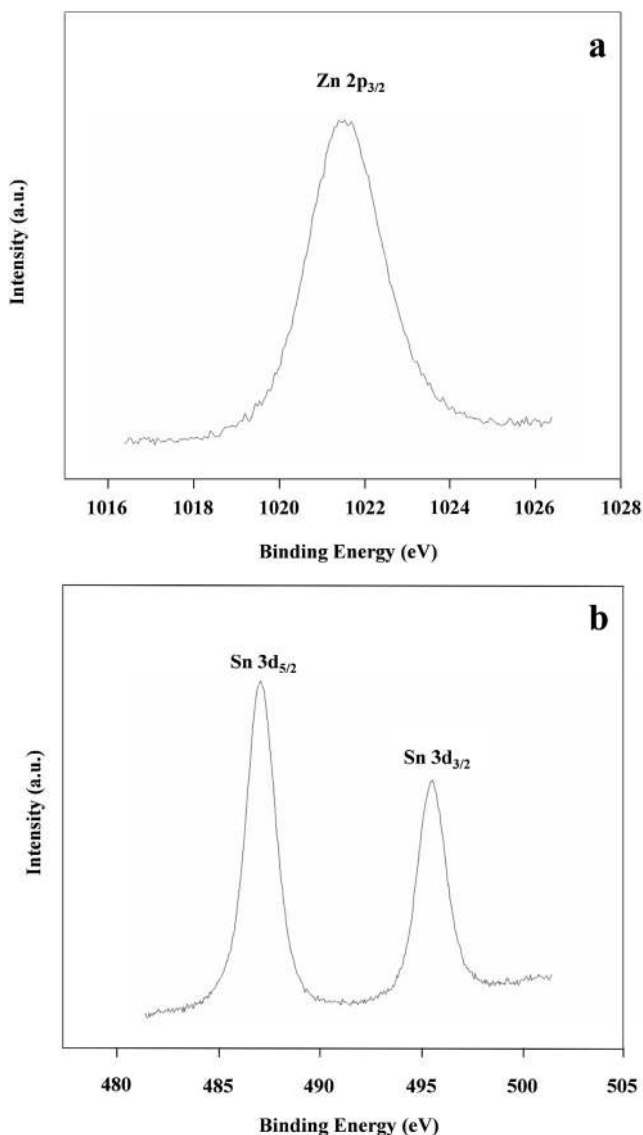 a
Zn 2p3/2
Intensity (a.u.)
1016 1018 1020 1022 1024 1026 1028
Binding Energy (eV)
b
Sn 3d5/2
Sn 3d3/2
Intensity (a.u.)
480 485 490 495 500 505
Binding Energy (eV)